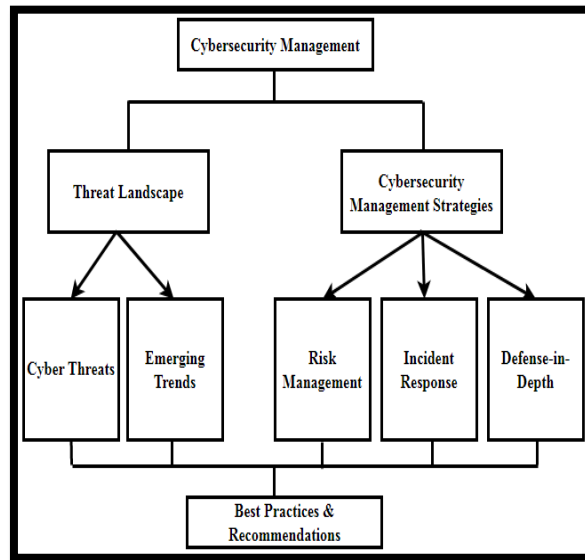 Cybersecurity Management
Threat Landscape
Cybersecurity
Management Strategies
Cyber Threats
Emerging
Trends
Risk
Management
Incident
Response
Defense-in-
Depth
Best Practices &
Recommendations